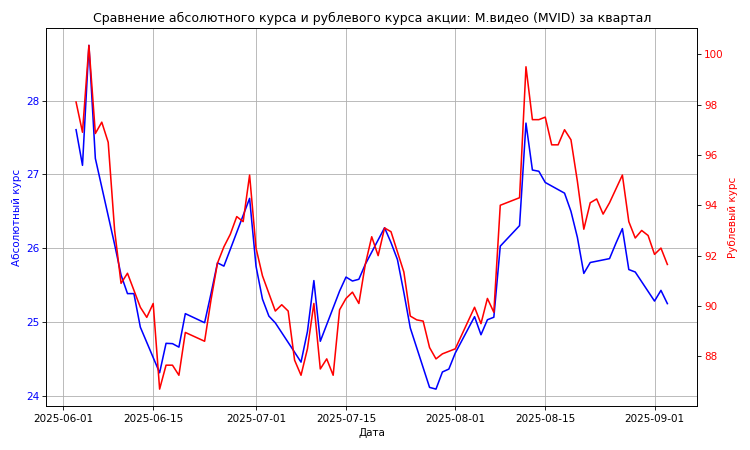 Сравнение абсолютного курса и рублевого курса акции: М.видео (MVID) за квартал
Абсолютный курс
28
27
26
25
24
Рублевый курс
100
98
96
94
92
90
88
2025-06-01 2025-06-15 2025-07-01 2025-07-15 2025-08-01 2025-08-15 2025-09-01
Дата